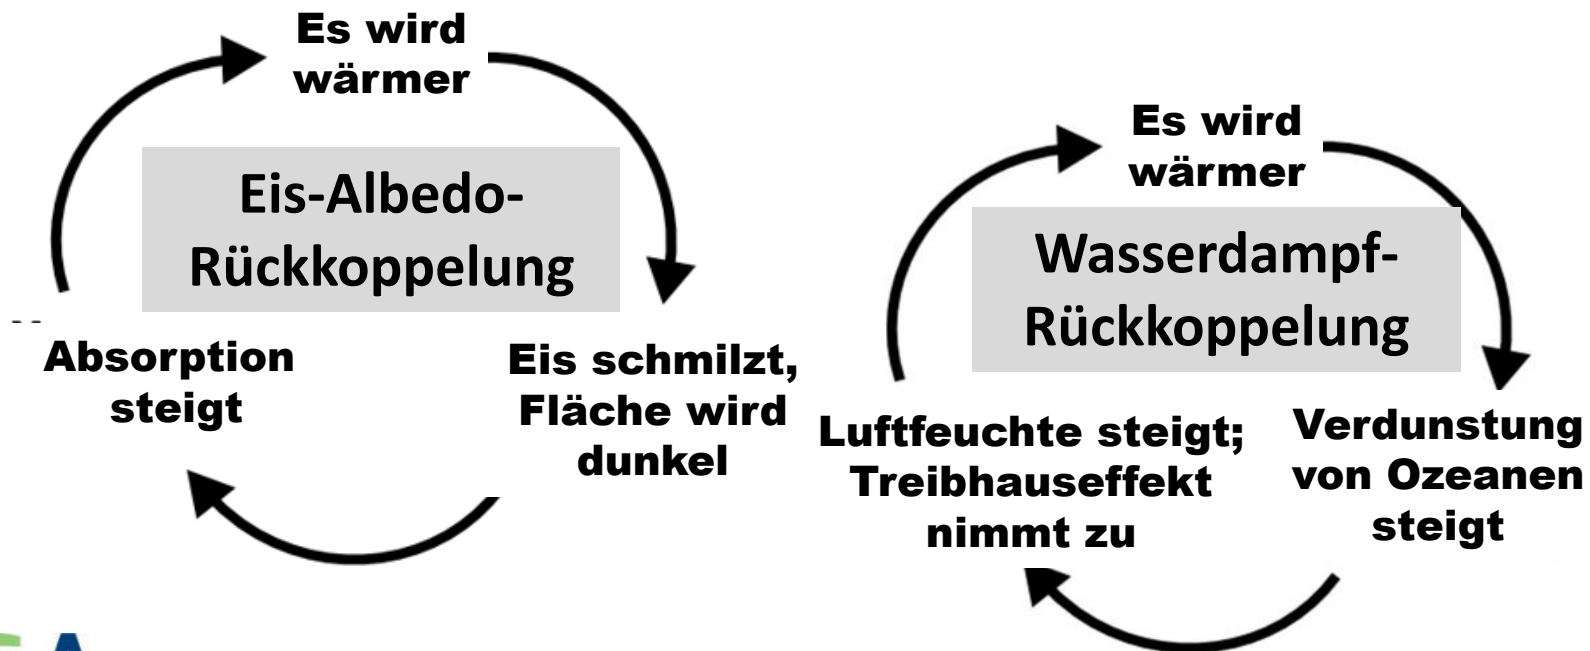 Es wird
wärmer
Eis-Albedo-
Rückkoppelung
Absorption
steigt
Eis schmilzt,
Fläche wird
dunkel
Es wird
wärmer
Wasserdampf-
Rückkoppelung
Luftfeuchte steigt;
Treibhauseffekt
nimmt zu
Verdunstung
von Ozeanen
steigt